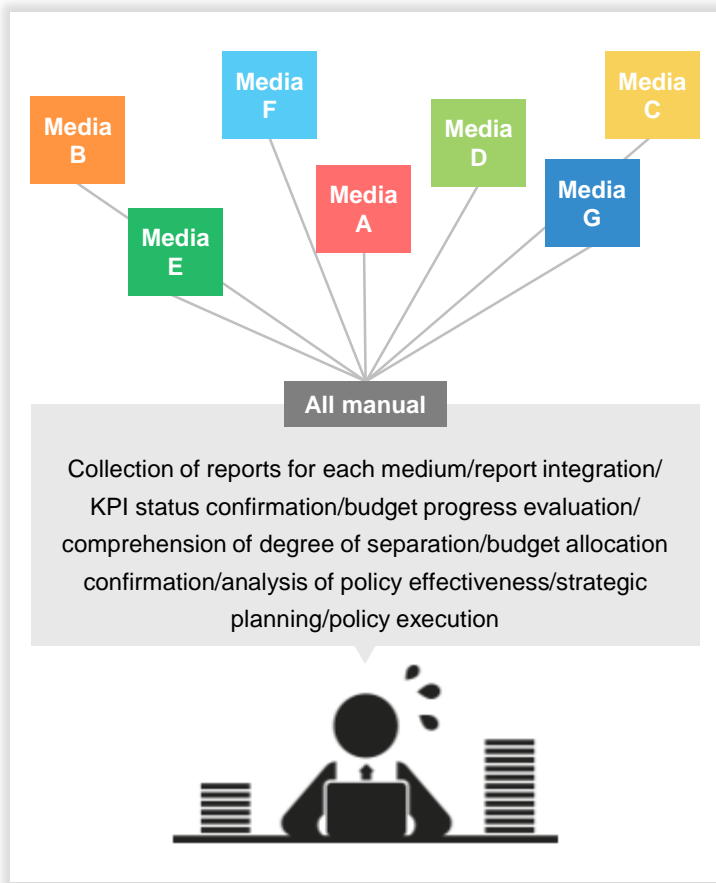 Media
B
Media
F
Media
C
Media
D
Media
A
Media
G
Media
E
All manual
Collection of reports for each medium/report integration/
KPI status confirmation/budget progress evaluation/
comprehension of degree of separation/budget allocation
confirmation/analysis of policy effectiveness/strategic
planning/policy execution